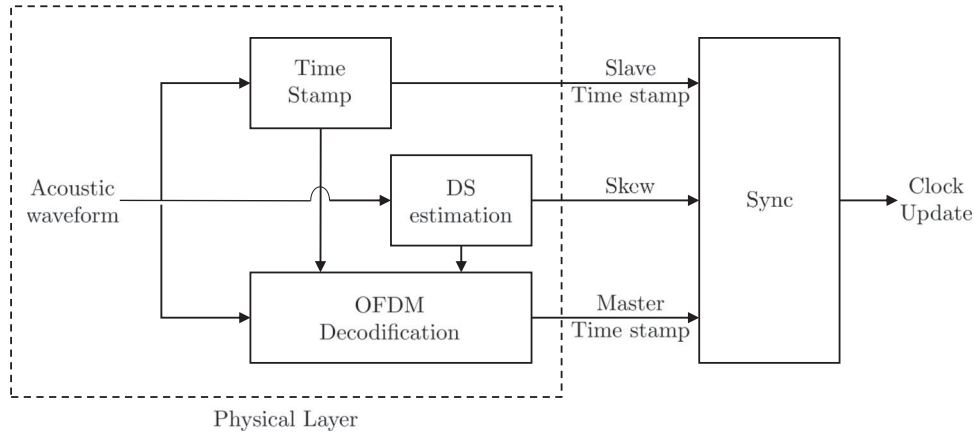 Time
Stamp
Slave
Time stamp
Acoustic
waveform
DS
estimation
Skew
Sync
Clock
Update
OFDM
Decodification
Master
Time stamp
Physical Layer